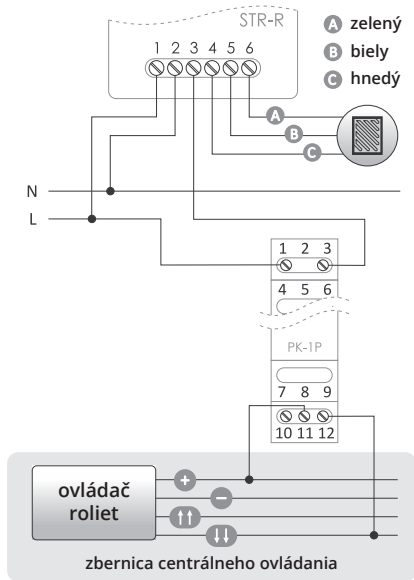 STR-R
1 2 3 4 5 6
A zelený
B biely
C hnedý
A
B
C
N
L
1 2 3
4 5 6
PK-1P
7 8 9
10 11 12
ovládač
roliet
+
−
↑↑
↓↓
zbernica centrálneho ovládania